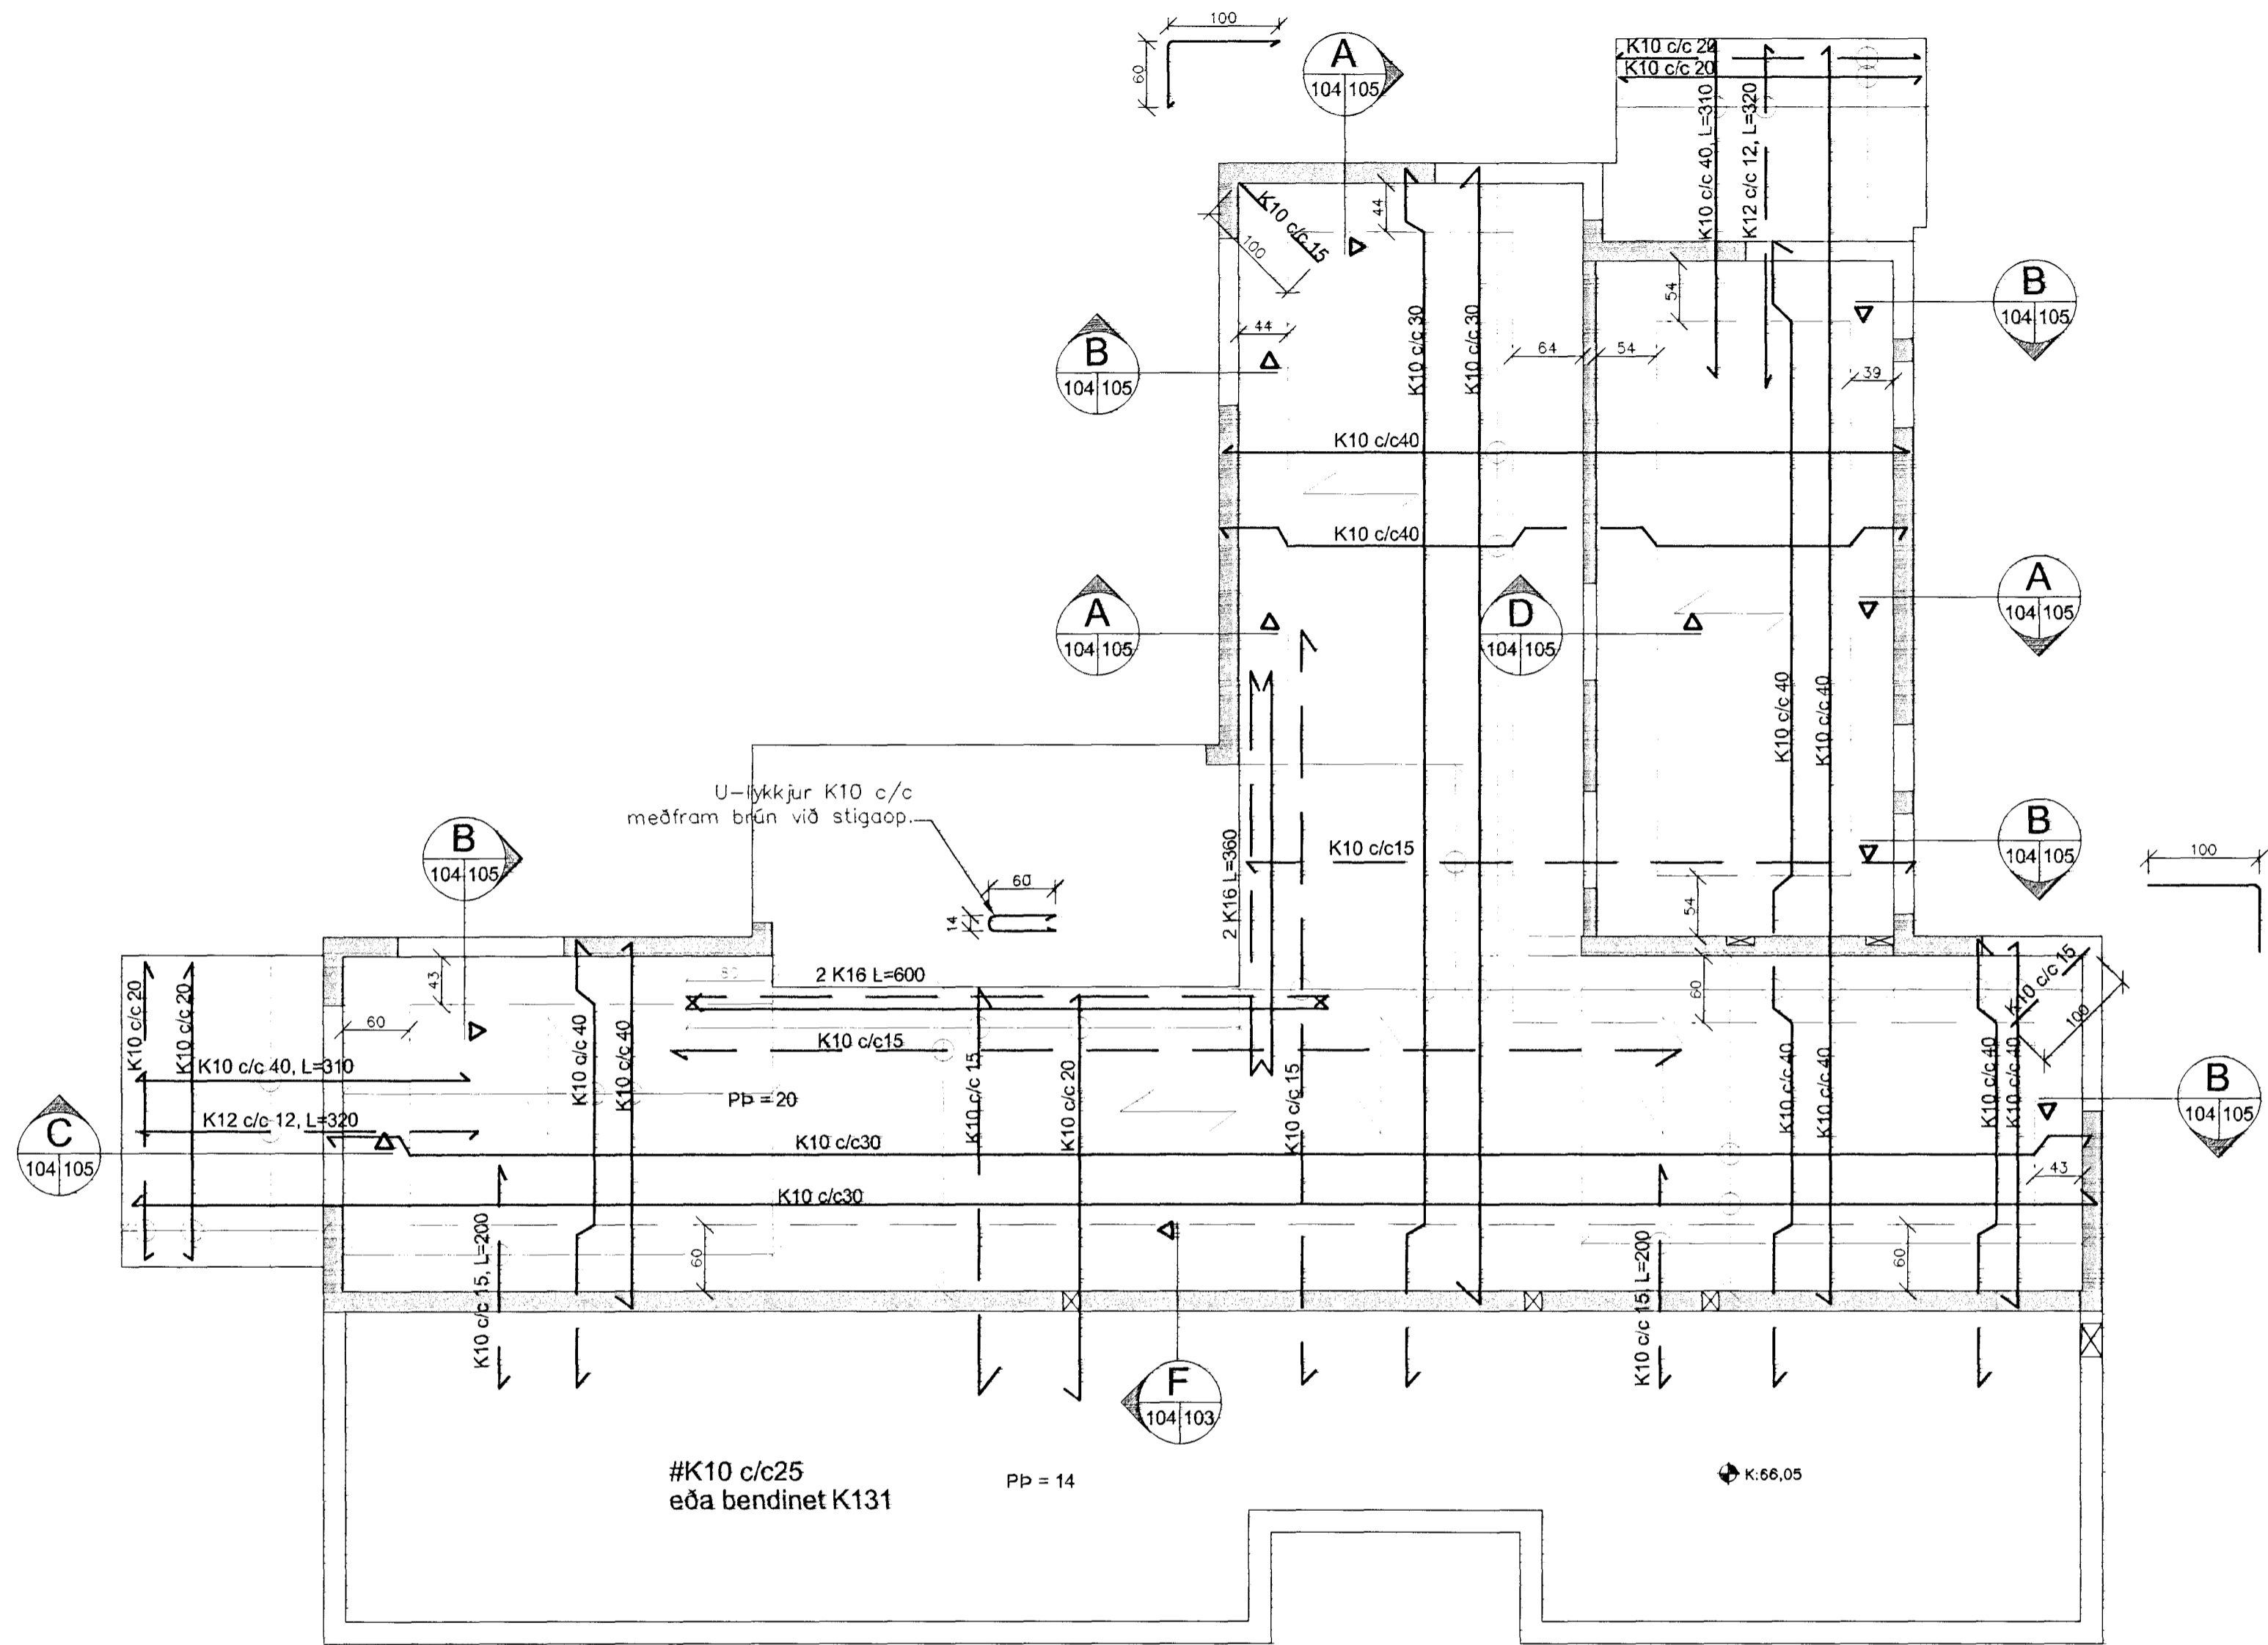 100
60
A
104 105
K10 c/c 20
K10 c/c 20
K10 c/c 40, L=310
K12 c/c 12, L=320
K10 c/c 15
100
44
44
54
B
104 105
B
104 105
K10 c/c 30
K10 c/c 30
64
54
39
K10 c/c40
K10 c/c40
A
104 105
D
104 105
A
104 105
K10 c/c 40
K10 c/c 40
U-lykkjur K10 c/c
meðfram brún við stigaop.
60
14
B
104 105
2 K16 L=360
K10 c/c15
B
104 105
100
54
43
60
80
2 K16 L=600
60
K10 c/c 15
100
K10 c/c 20
K10 c/c 20
K10 c/c 40, L=310
K12 c/c 12, L=320
C
104 105
K10 c/c 40
K10 c/c 40
K10 c/c15
PÞ = 20
K10 c/c 15
K10 c/c 20
K10 c/c 15
K10 c/c30
K10 c/c30
K10 c/c 40
K10 c/c 40
K10 c/c 40
K10 c/c 40
B
104 105
43
60
60
K10 c/c 15, L=200
K10 c/c 15, L=200
F
104 103
#K10 c/c25
eða bendinet K131
PÞ = 14
K:66,05